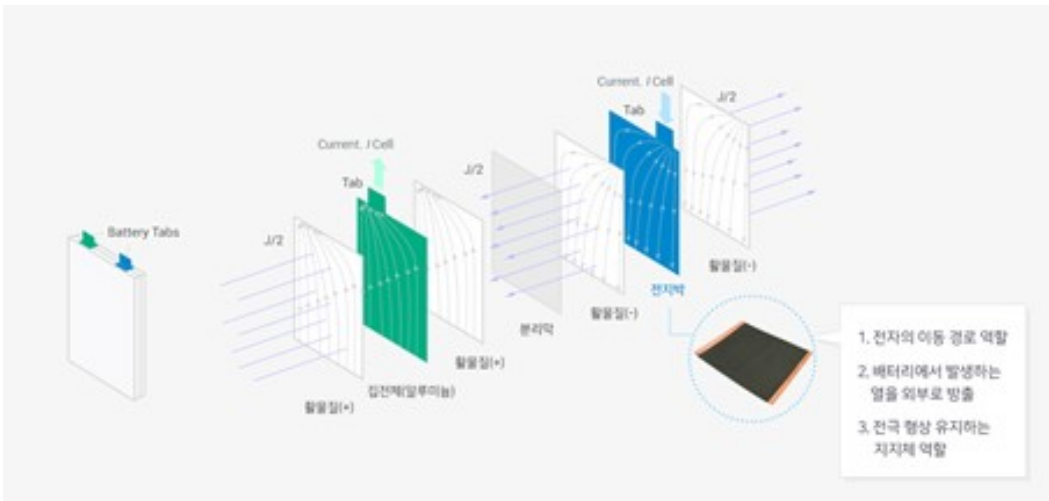 Battery Tabs
J/2
Current. I Cell
Tab
활물질(+)
집전체(알루미늄)
활물질(+)
J/2
분리막
활물질(-)
Current. I Cell
Tab
전지박
J/2
활물질(-)
1. 전자의 이동 경로 역할
2. 배터리에서 발생하는
열을 외부로 방출
3. 전극 형상 유지하는
지지체 역할